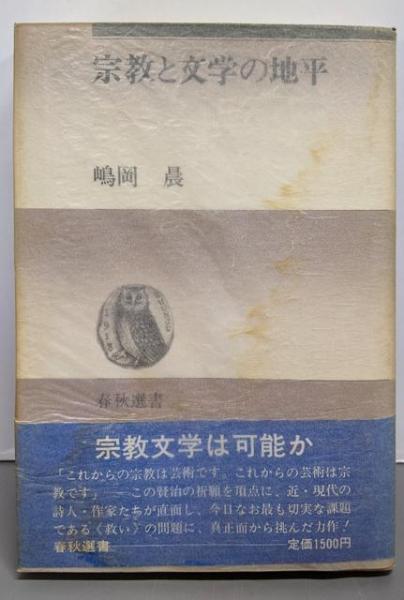 宗教と文学の地平
嶋岡 晨
1918
春秋選書
宗教文学は可能か
「これからの宗教は芸術です。これからの芸術は宗
教です」――この賢治の祈願を頂点に、近・現代の
詩人・作家たちが直面し、今日なお最も切実な課題
である〈救い〉の問題に、真正面から挑んだ力作!
春秋選書 定価1500円